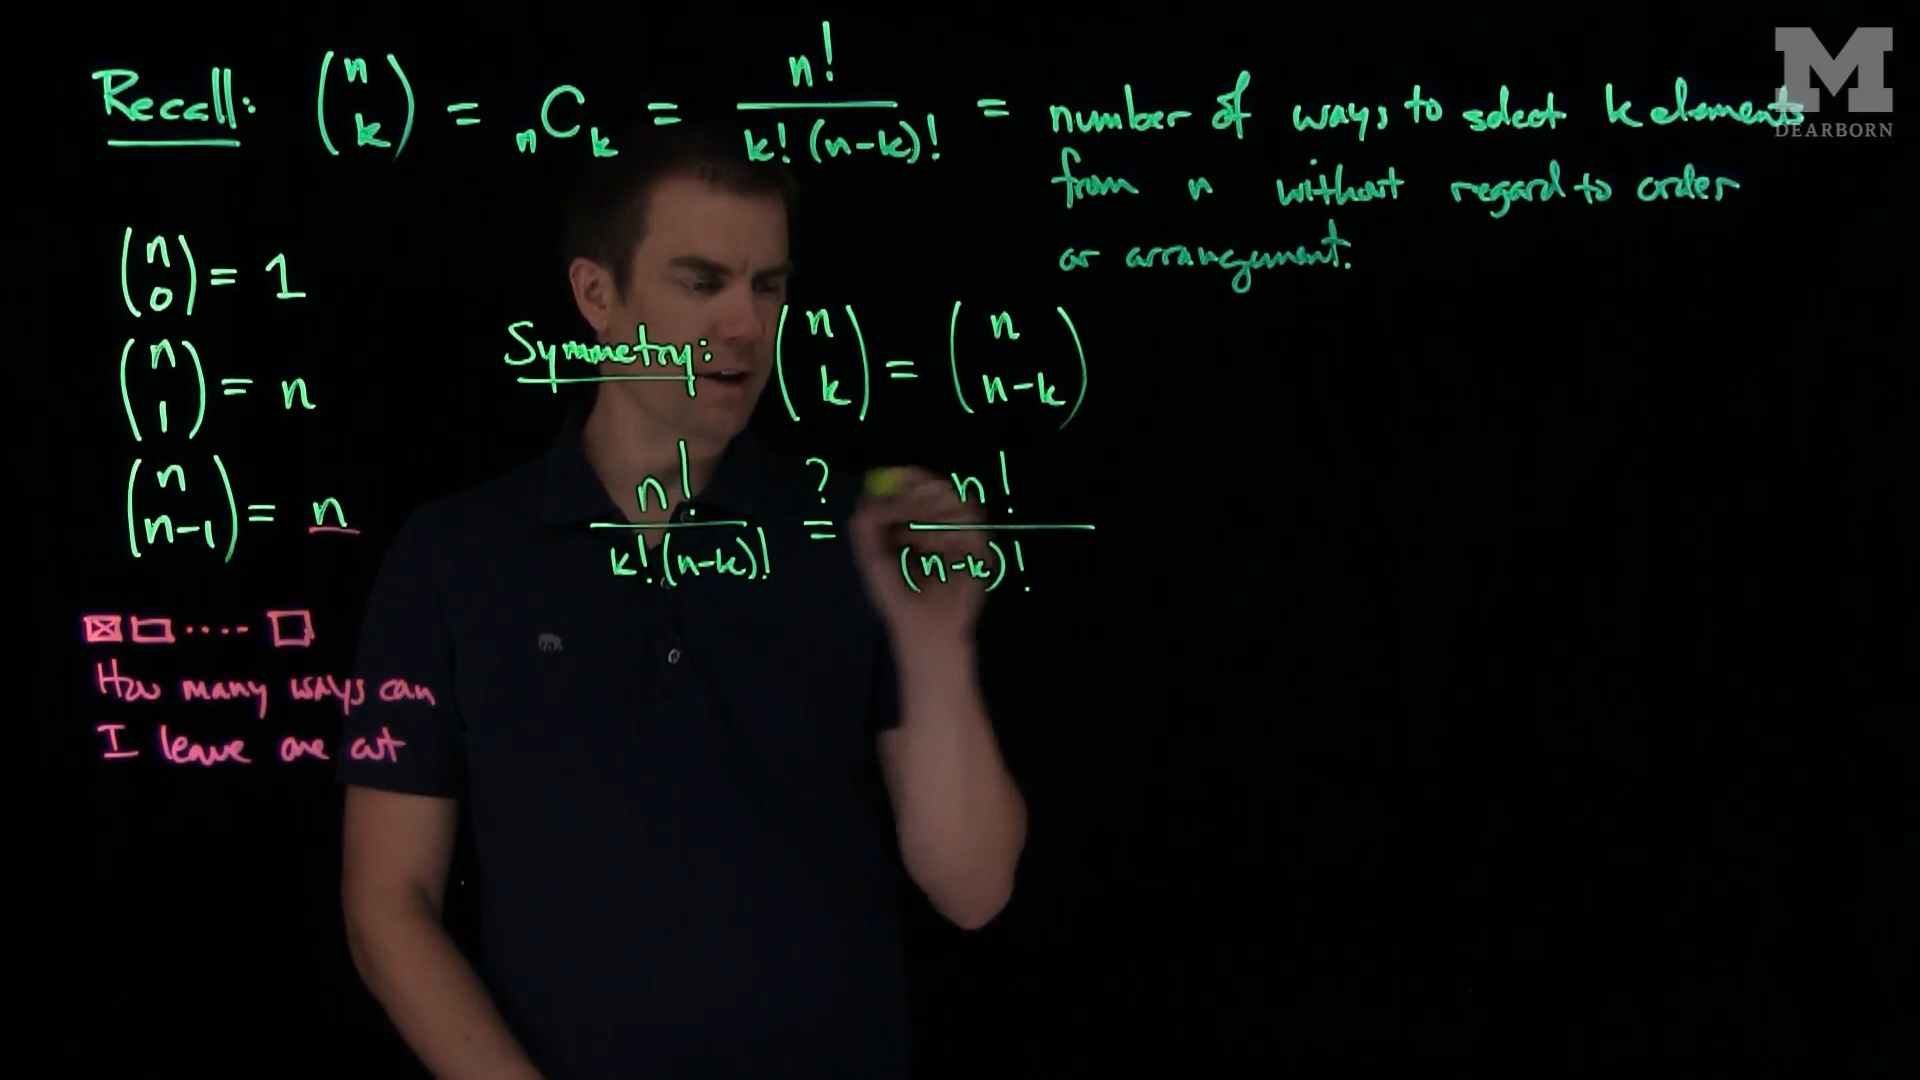 Recall: (n k) = nCk = n! / k! (n-k)! = number of ways to select k elements
from n without regard to order
or arrangement.
(n 0) = 1
(n 1) = n
(n n-1) = n
Symmetry: (n k) = (n n-k)
n! / k! (n-k)! ?= n! / (n-k)!
How many ways can
I leave one out
M
DEARBORN